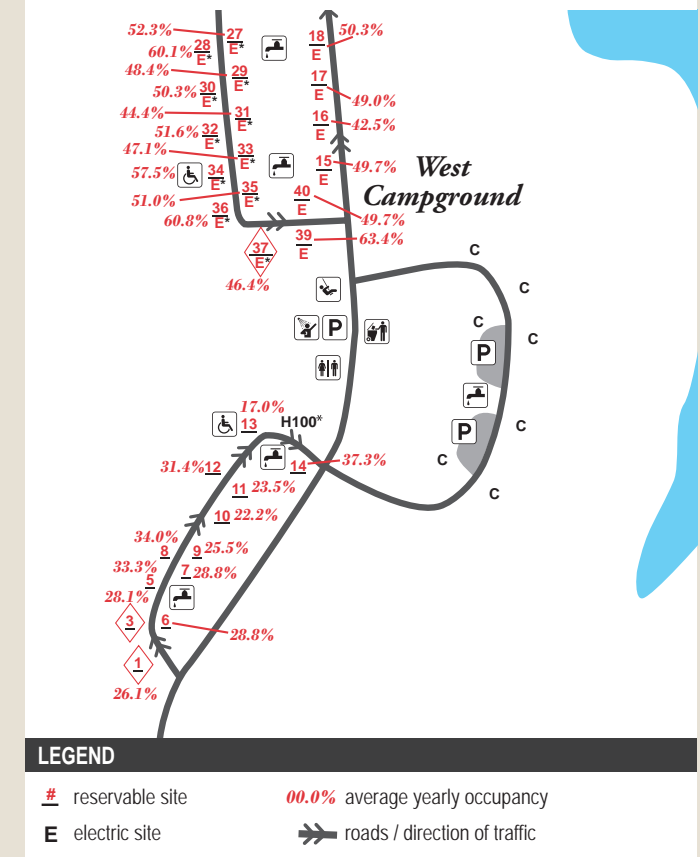 52.3% 27 E*
60.1% 28 E*
18 E 50.3%
48.4% 29 E*
17 E 49.0%
50.3% 30 E*
44.4% 31 E*
16 E 42.5%
51.6% 32 E*
47.1% 33 E*
15 E 49.7%
West
Campground
57.5% 34 E*
51.0% 35 E*
40 E 49.7%
60.8% 36 E*
39 E 63.4%
37 E*
46.4%
C
C
P
C
C
P
P
C
C
C
17.0%
13
H100*
31.4% 12
14 37.3%
11 23.5%
10 22.2%
34.0%
8
9 25.5%
33.3%
5
7 28.8%
28.1%
3
6 28.8%
1
26.1%
LEGEND
# reservable site
00.0% average yearly occupancy
E electric site
roads / direction of traffic